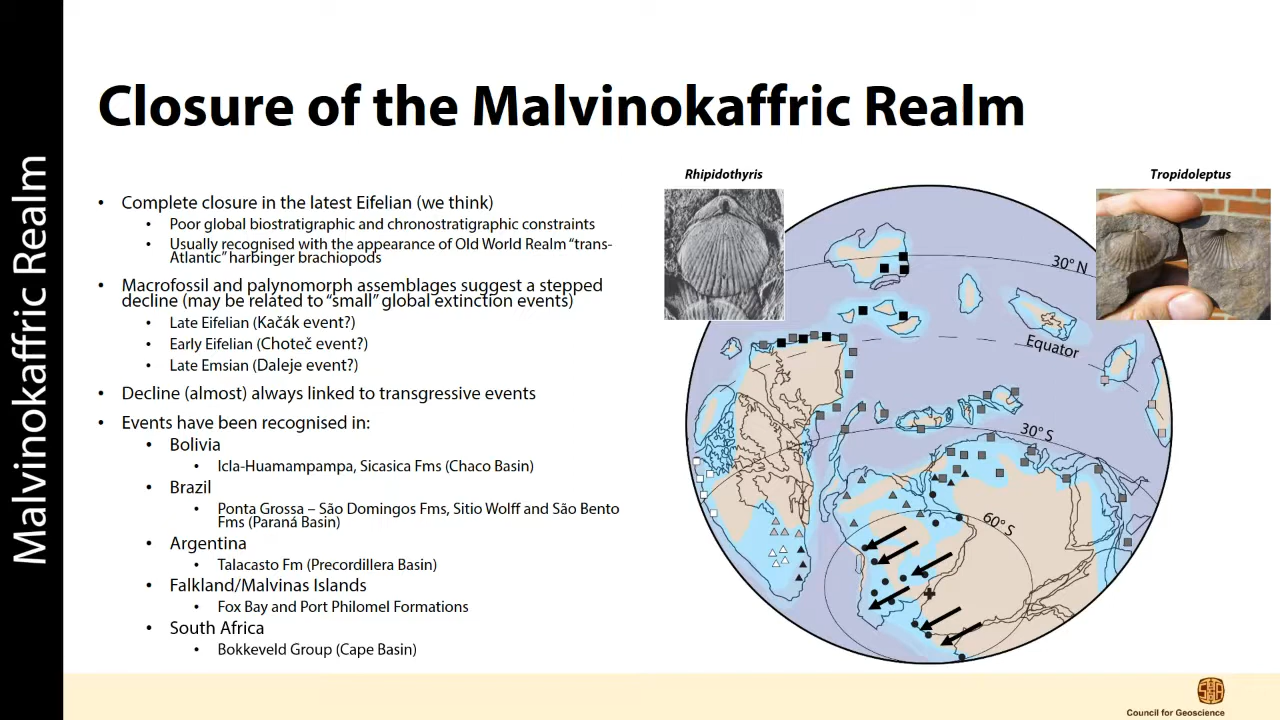 Malvinokaffric Realm
Closure of the Malvinokaffric Realm
• Complete closure in the latest Eifelian (we think)
• Poor global biostratigraphic and chronostratigraphic constraints
• Usually recognised with the appearance of Old World Realm “trans-
Atlantic” harbinger brachiopods
• Macrofossil and palynomorph assemblages suggest a stepped
decline (may be related to “small” global extinction events)
• Late Eifelian (Kačák event?)
• Early Eifelian (Choteč event?)
• Late Emsian (Daleje event?)
• Decline (almost) always linked to transgressive events
• Events have been recognised in:
• Bolivia
• Icla-Huamampampa, Sicasica Fms (Chaco Basin)
• Brazil
• Ponta Grossa – São Domingos Fms, Sitio Wolff and São Bento
Fms (Paraná Basin)
• Argentina
• Talacasto Fm (Precordillera Basin)
• Falkland/Malvinas Islands
• Fox Bay and Port Philomel Formations
• South Africa
• Bokkeveld Group (Cape Basin)
Rhipidothyris
Tropidoleptus
30° N
Equator
30° S
60° S
Council for Geoscience